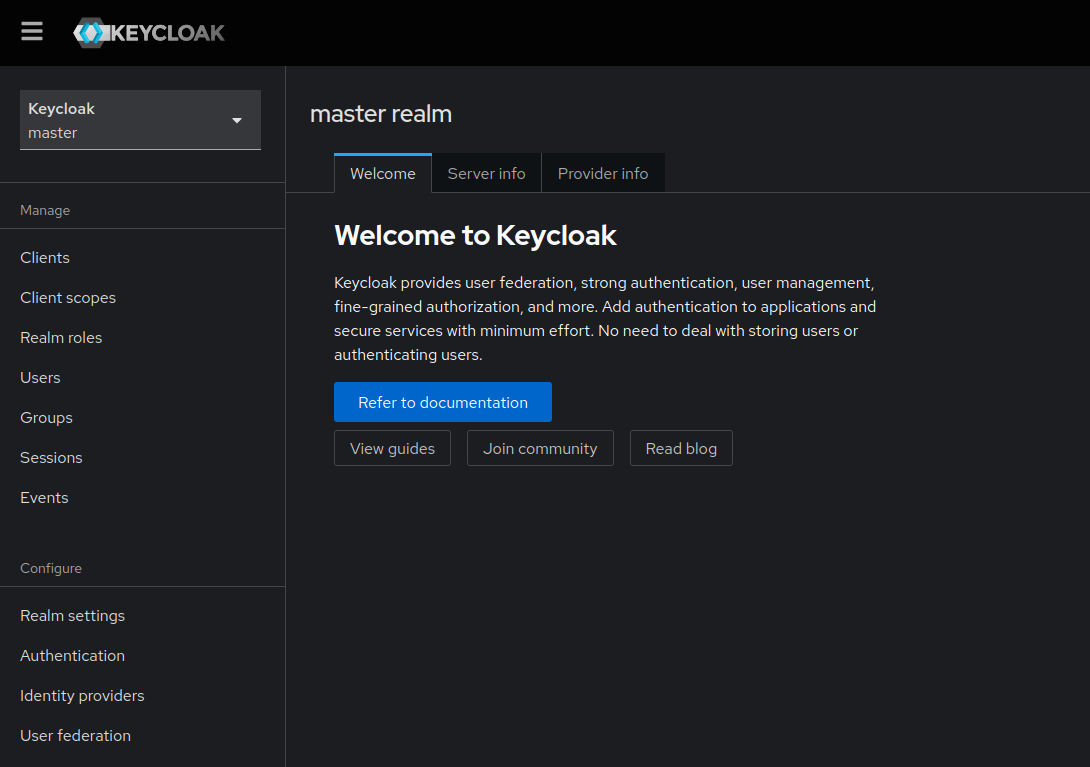 KEYCLOAK
Keycloak
master
Manage
Clients
Client scopes
Realm roles
Users
Groups
Sessions
Events
Configure
Realm settings
Authentication
Identity providers
User federation
master realm
Welcome
Server info
Provider info
Welcome to Keycloak
Keycloak provides user federation, strong authentication, user management,
fine-grained authorization, and more. Add authentication to applications and
secure services with minimum effort. No need to deal with storing users or
authenticating users.
Refer to documentation
View guides
Join community
Read blog